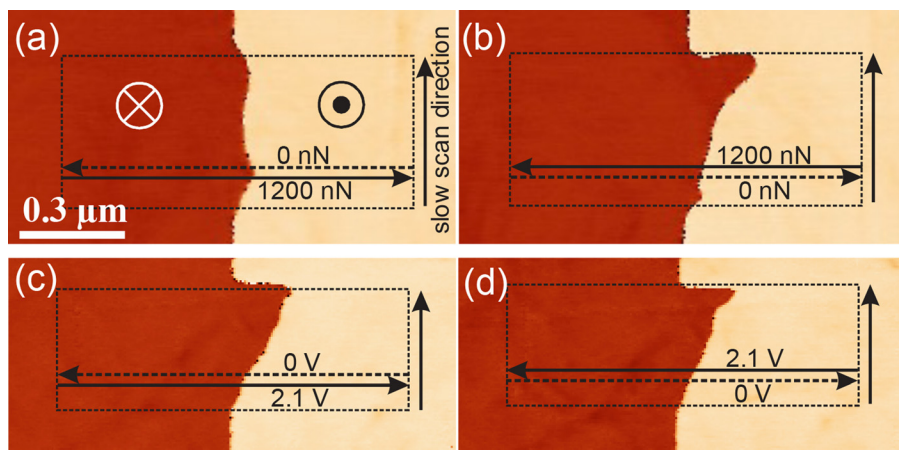 (a)
0 nN
1200 nN
0.3 µm
slow scan direction
(b)
1200 nN
0 nN
(c)
0 V
2.1 V
(d)
2.1 V
0 V